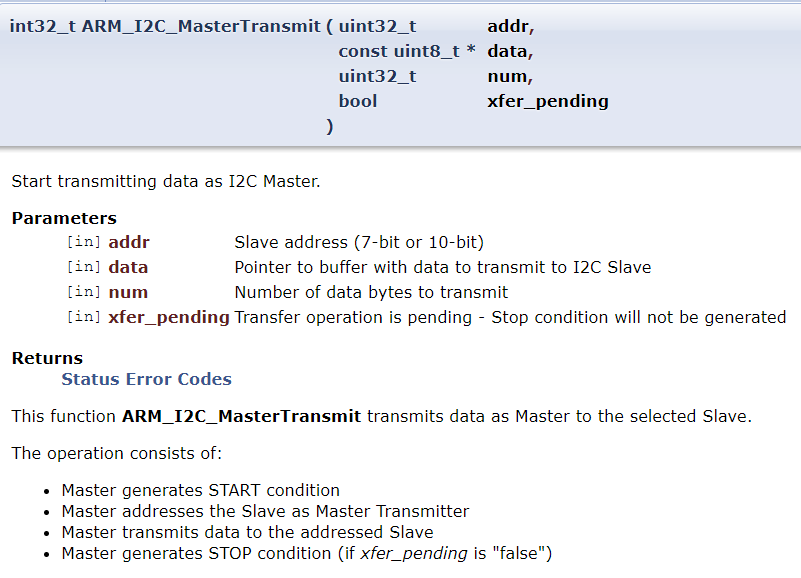 int32_t ARM_I2C_MasterTransmit ( uint32_t addr,
const uint8_t * data,
uint32_t num,
bool xfer_pending
)
Start transmitting data as I2C Master.
Parameters
[in] addr Slave address (7-bit or 10-bit)
[in] data Pointer to buffer with data to transmit to I2C Slave
[in] num Number of data bytes to transmit
[in] xfer_pending Transfer operation is pending - Stop condition will not be generated
Returns
Status Error Codes
This function ARM_I2C_MasterTransmit transmits data as Master to the selected Slave.
The operation consists of:
• Master generates START condition
• Master addresses the Slave as Master Transmitter
• Master transmits data to the addressed Slave
• Master generates STOP condition (if xfer_pending is "false")